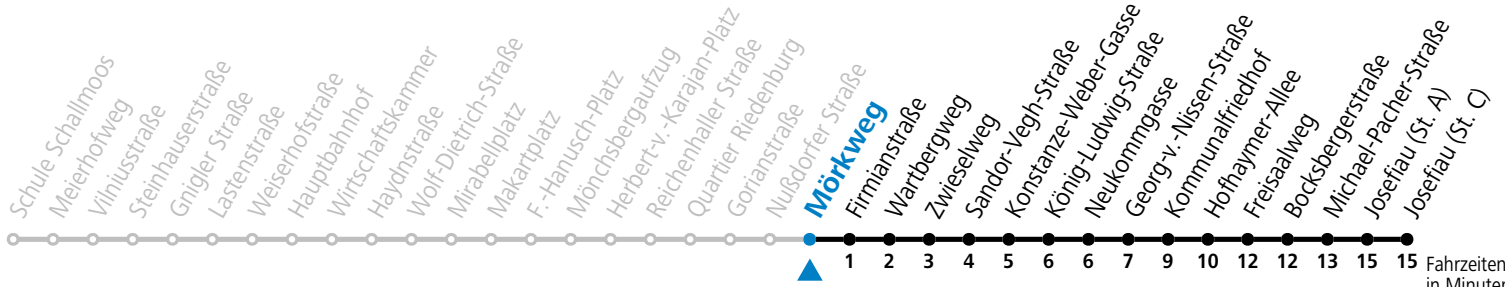 Schule Schallmoos
Meierhofweg
Vilniusstraße
Steinhauserstraße
Gnigler Straße
Lastenstraße
Weiserhofstraße
Hauptbahnhof
Wirtschaftskammer
Haydnstraße
Wolf-Dietrich-Straße
Mirabellplatz
Makartplatz
F.-Hanusch-Platz
Mönchsbergaufzug
Herbert-v.-Karajan-Platz
Reichenhaller Straße
Quartier Riedenburg
Gorianstraße
Nußdorfer Straße
Mörkweg
Firmianstraße
Wartbergweg
Zwieselweg
Sandor-Vegh-Straße
Konstanze-Weber-Gasse
König-Ludwig-Straße
Neukommgasse
Georg-v.-Nissen-Straße
Kommunalfriedhof
Hofhaymer-Allee
Freisaalweg
Bocksbergerstraße
Michael-Pacher-Straße
Josefiau (St. A)
Josefiau (St. C)
1 2 3 4 5 6 6 7 9 10 12 12 13 15 15 Fahrzeiten
in Minuten